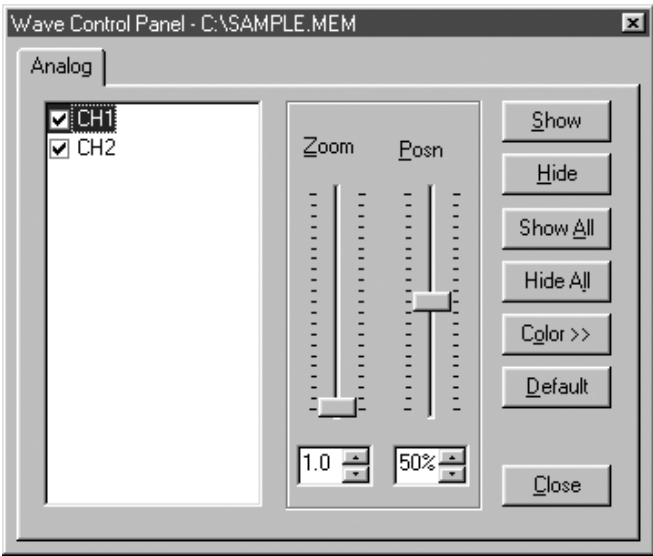 Wave Control Panel - C:\SAMPLE.MEM
Analog
CH1
CH2
Zoom
Posn
1.0
50%
Show
Hide
Show All
Hide All
Color >>
Default
Close